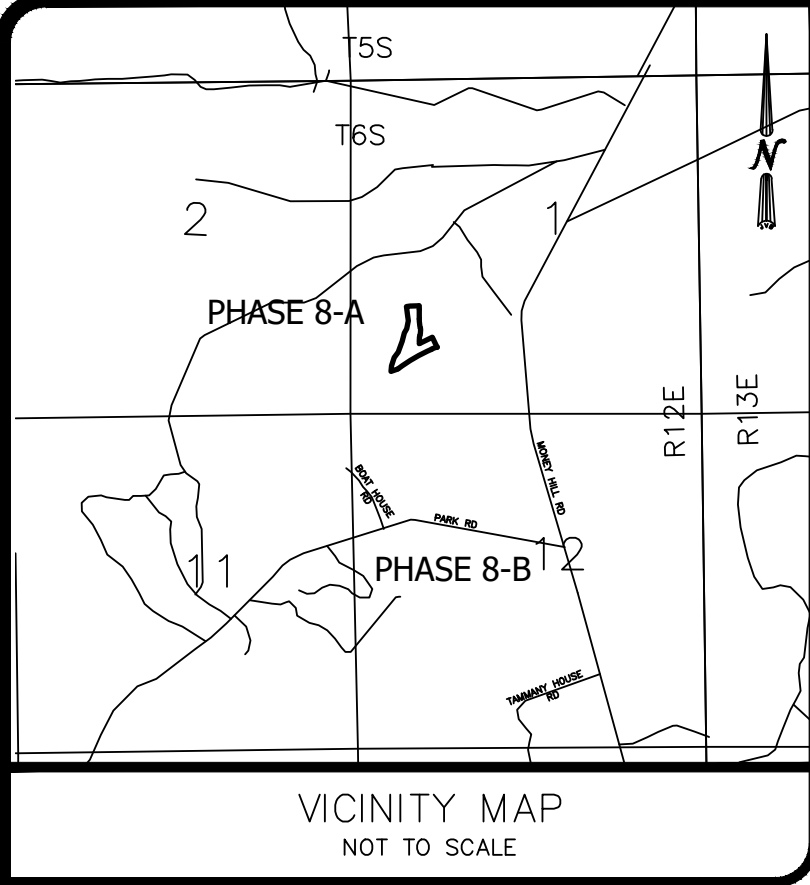 T5S
T6S
N
2
1
PHASE 8-A
R12E
R13E
BOAT HOUSE
RD
MONEY HILL RD
PARK RD
11
12
PHASE 8-B
TAMMANY HOUSE
RD
VICINITY MAP
NOT TO SCALE